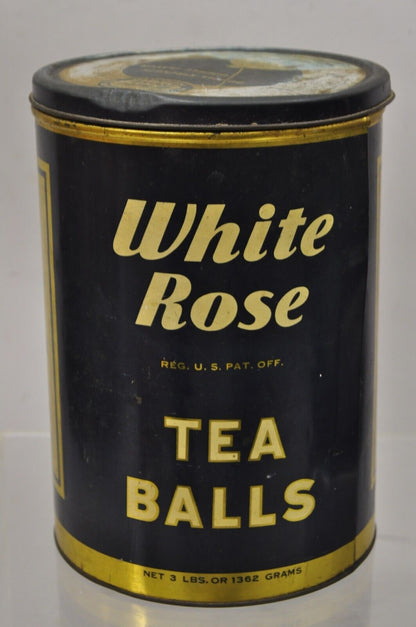 White
Rose
REG. U. S. PAT. OFF.
TEA
BALLS
NET 3 LBS. OR 1362 GRAMS